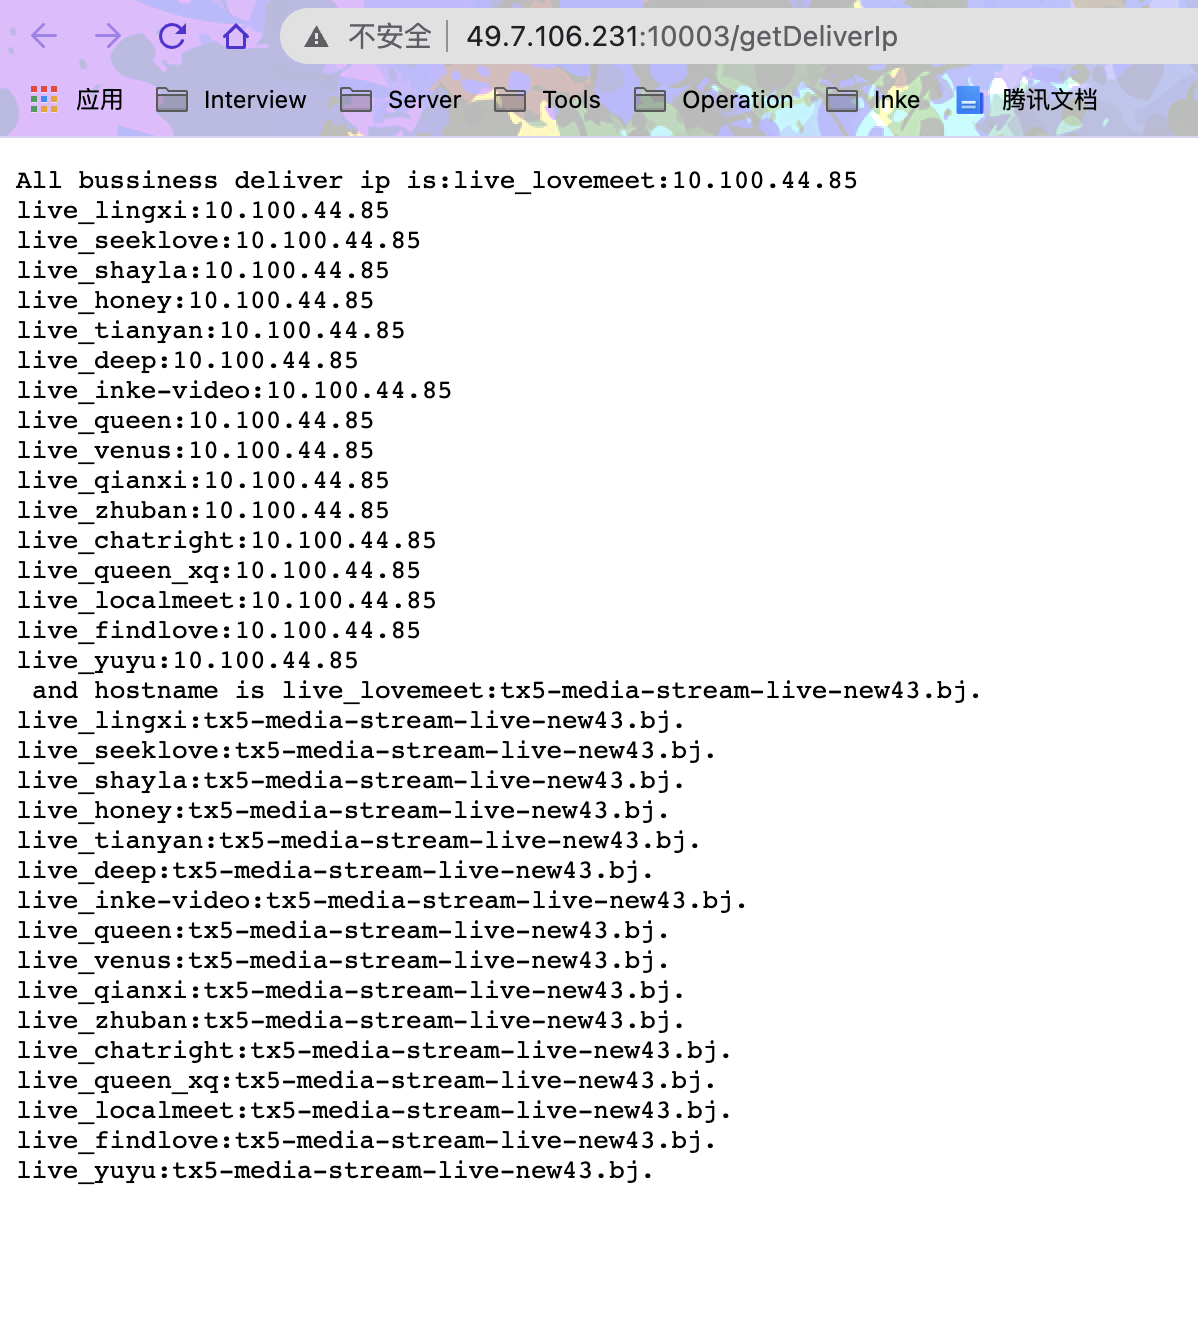 不安全 49.7.106.231:10003/getDeliverIp
应用 Interview Server Tools Operation Inke 腾讯文档
All bussiness deliver ip is:live_lovemeet:10.100.44.85
live_lingxi:10.100.44.85
live_seeklove:10.100.44.85
live_shayla:10.100.44.85
live_honey:10.100.44.85
live_tianyan:10.100.44.85
live_deep:10.100.44.85
live_inke-video:10.100.44.85
live_queen:10.100.44.85
live_venus:10.100.44.85
live_qianxi:10.100.44.85
live_zhuban:10.100.44.85
live_chatright:10.100.44.85
live_queen_xq:10.100.44.85
live_localmeet:10.100.44.85
live_findlove:10.100.44.85
live_yuyu:10.100.44.85
 and hostname is live_lovemeet:tx5-media-stream-live-new43.bj.
live_lingxi:tx5-media-stream-live-new43.bj.
live_seeklove:tx5-media-stream-live-new43.bj.
live_shayla:tx5-media-stream-live-new43.bj.
live_honey:tx5-media-stream-live-new43.bj.
live_tianyan:tx5-media-stream-live-new43.bj.
live_deep:tx5-media-stream-live-new43.bj.
live_inke-video:tx5-media-stream-live-new43.bj.
live_queen:tx5-media-stream-live-new43.bj.
live_venus:tx5-media-stream-live-new43.bj.
live_qianxi:tx5-media-stream-live-new43.bj.
live_zhuban:tx5-media-stream-live-new43.bj.
live_chatright:tx5-media-stream-live-new43.bj.
live_queen_xq:tx5-media-stream-live-new43.bj.
live_localmeet:tx5-media-stream-live-new43.bj.
live_findlove:tx5-media-stream-live-new43.bj.
live_yuyu:tx5-media-stream-live-new43.bj.